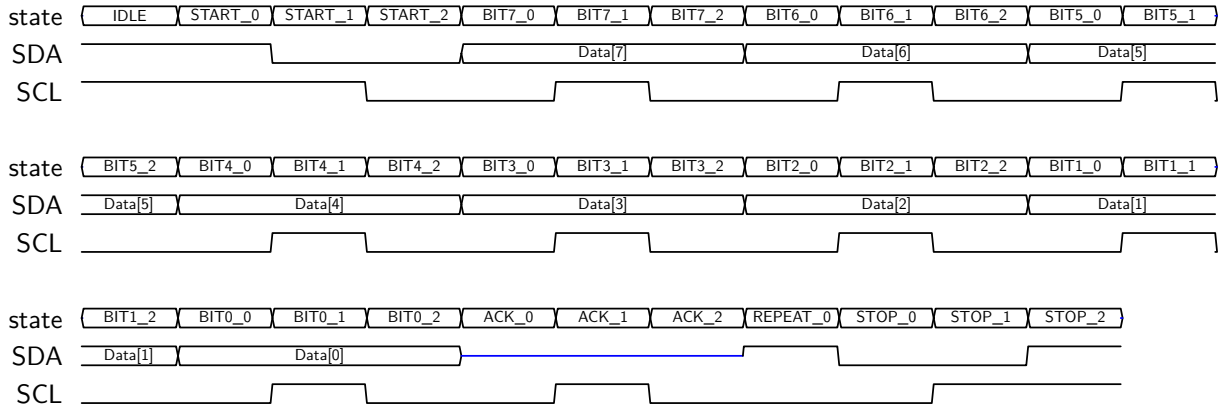 state IDLE START_0 START_1 START_2 BIT7_0 BIT7_1 BIT7_2 BIT6_0 BIT6_1 BIT6_2 BIT5_0 BIT5_1
SDA Data[7] Data[6] Data[5]
SCL
state BIT5_2 BIT4_0 BIT4_1 BIT4_2 BIT3_0 BIT3_1 BIT3_2 BIT2_0 BIT2_1 BIT2_2 BIT1_0 BIT1_1
SDA Data[5] Data[4] Data[3] Data[2] Data[1]
SCL
state BIT1_2 BIT0_0 BIT0_1 BIT0_2 ACK_0 ACK_1 ACK_2 REPEAT_0 STOP_0 STOP_1 STOP_2
SDA Data[1] Data[0]
SCL